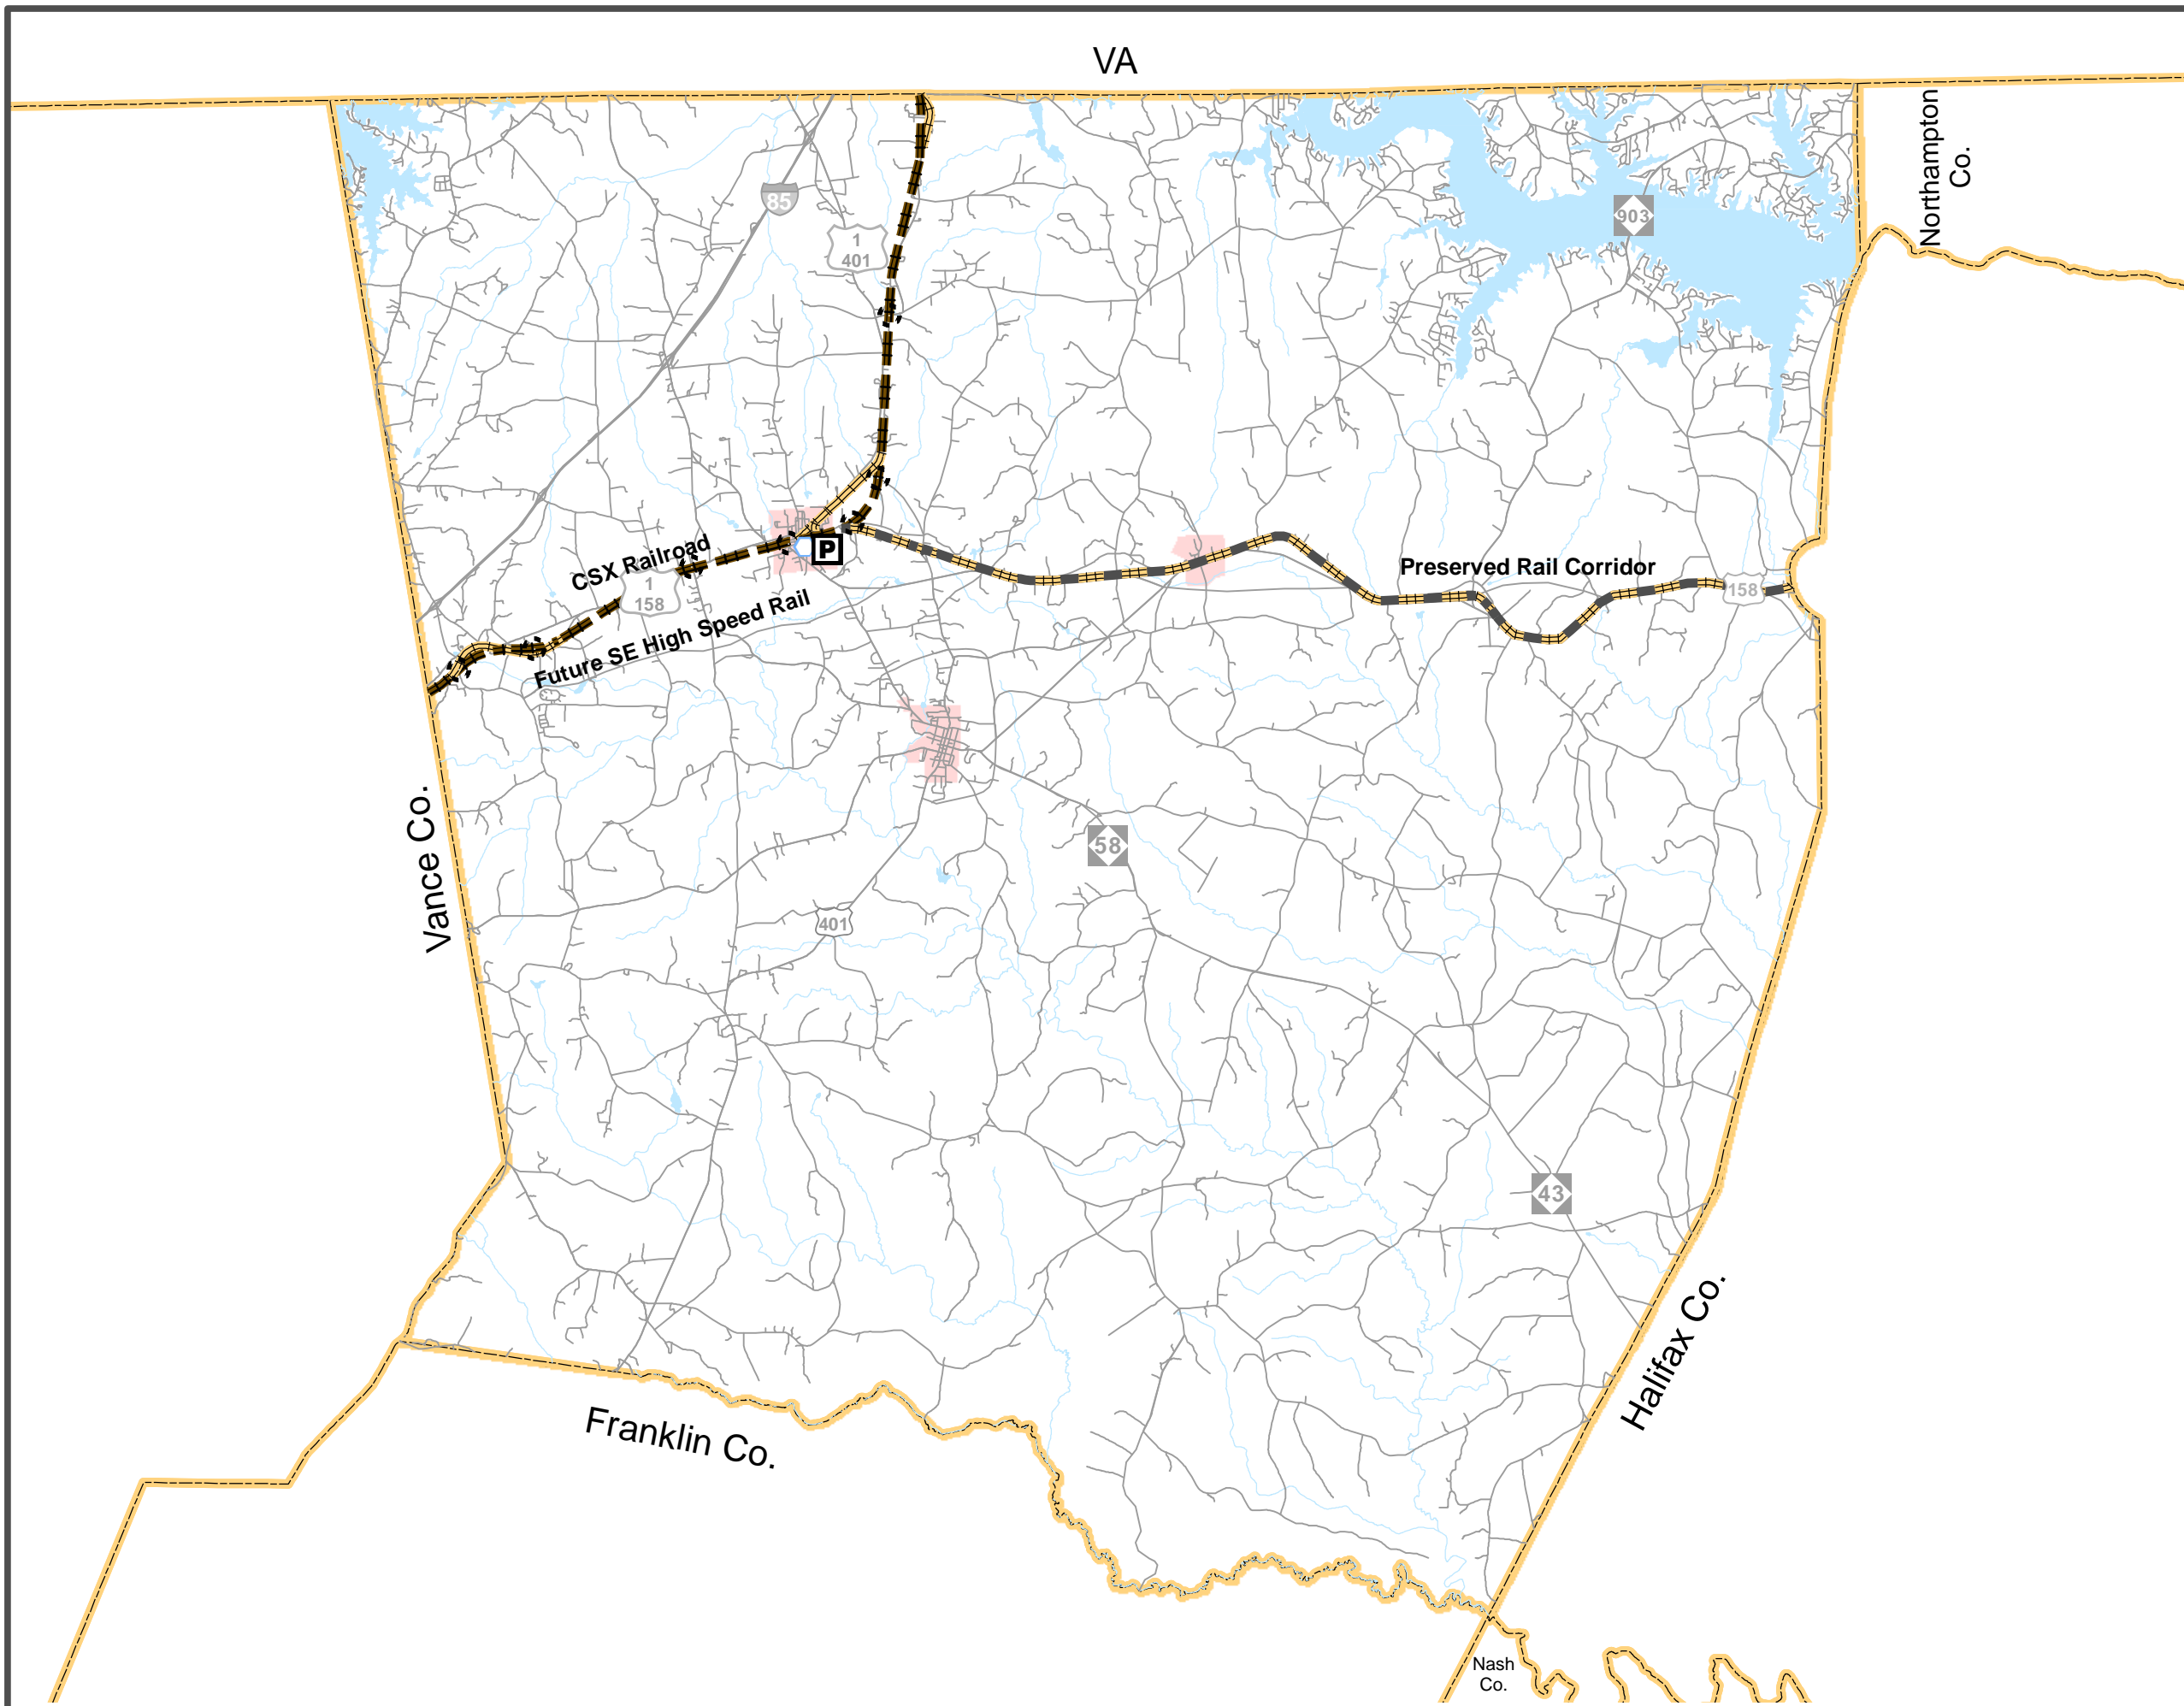 VA
Northampton
Co.
85
903
1
401
P
CSX Railroad
Preserved Rail Corridor
1
158
158
Future SE High Speed Rail
Vance Co.
58
401
43
Halifax Co.
Franklin Co.
Nash
Co.